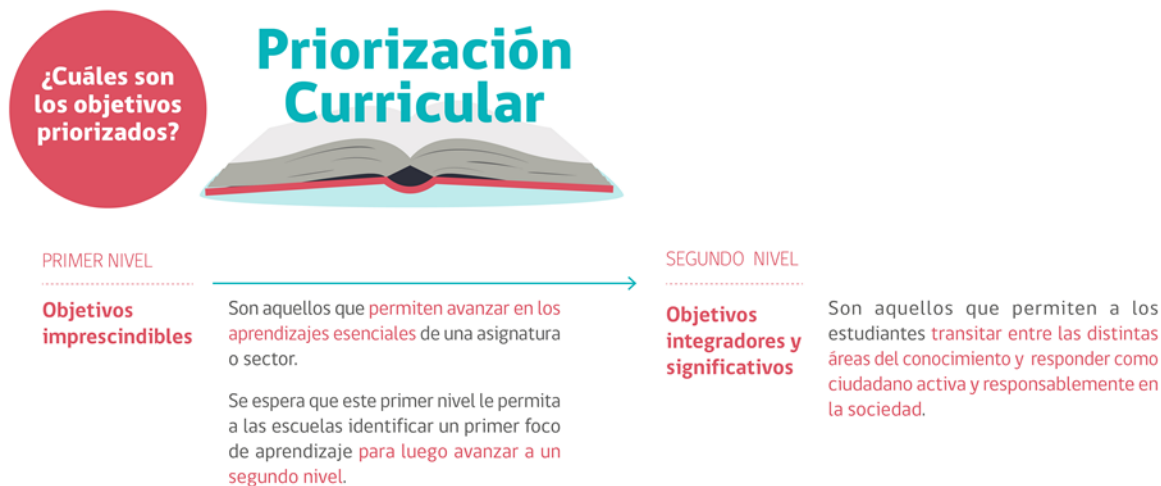 ¿Cuáles son
los objetivos
priorizados?
Priorización
Curricular
PRIMER NIVEL
Objetivos
imprescindibles
Son aquellos que permiten avanzar en los
aprendizajes esenciales de una asignatura
o sector.
Se espera que este primer nivel le permita
a las escuelas identificar un primer foco
de aprendizaje para luego avanzar a un
segundo nivel.
SEGUNDO NIVEL
Objetivos
integradores y
significativos
Son aquellos que permiten a los
estudiantes transitar entre las distintas
áreas del conocimiento y responder como
ciudadano activa y responsablemente en
la sociedad.